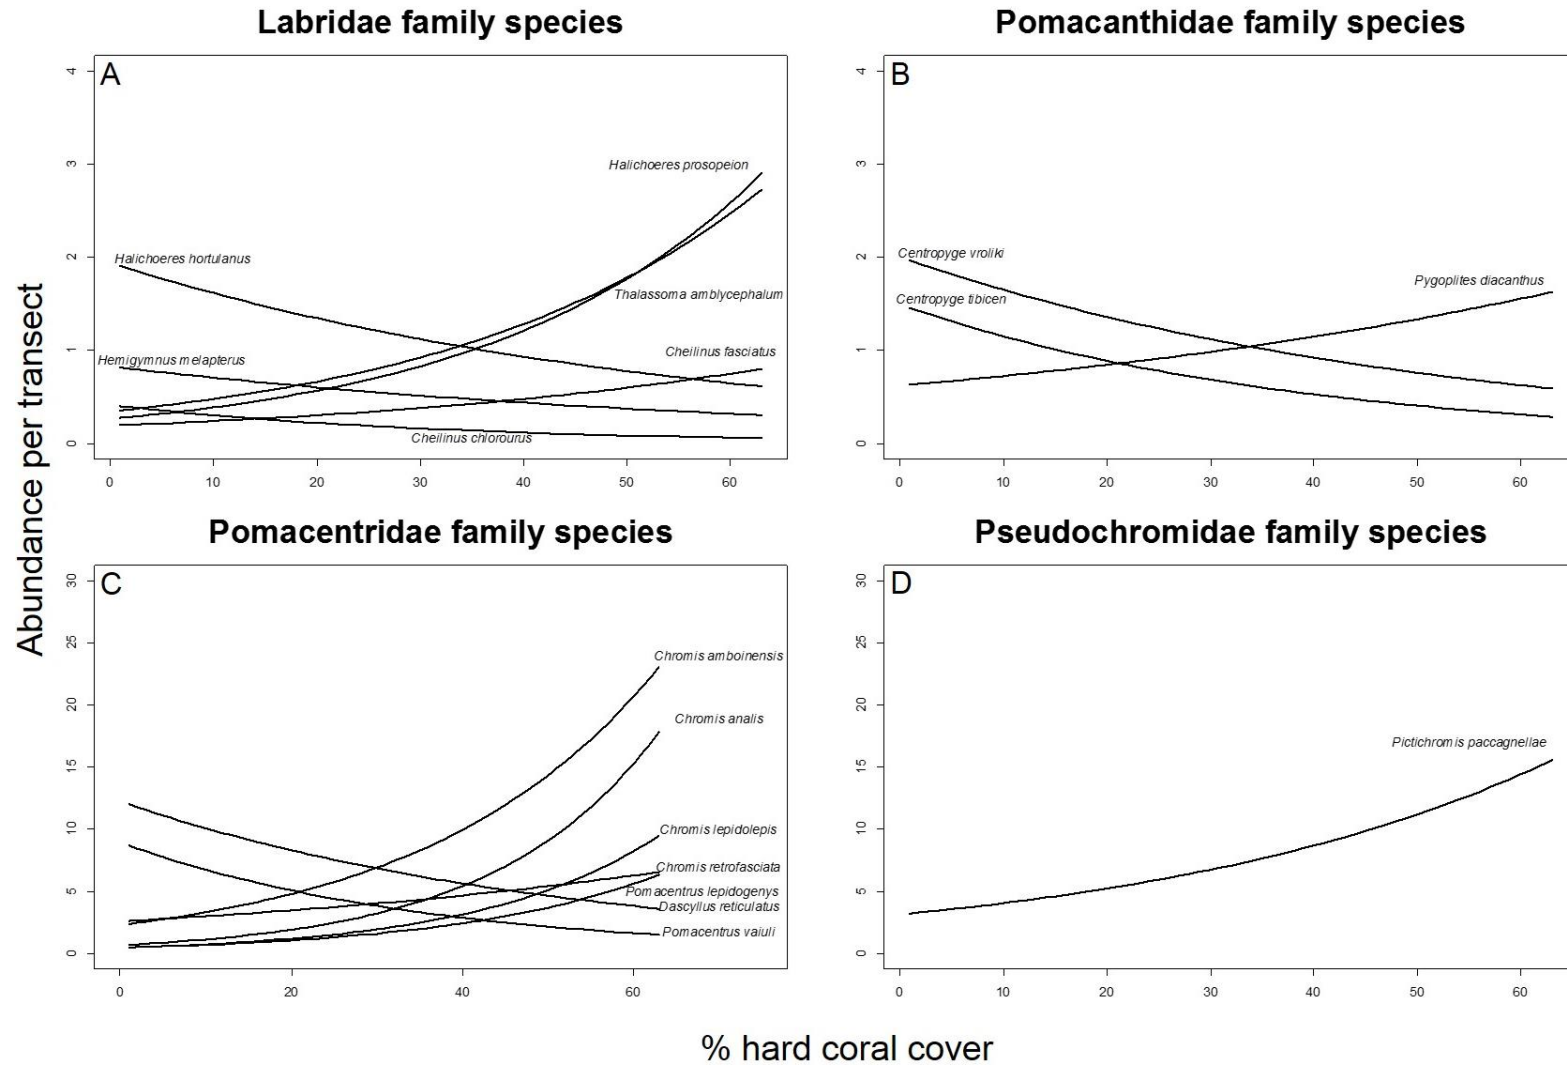 Labridae family species
Pomacanthidae family species
A
4
3
2
1
0
Halichoeres prosopeion
Halichoeres hortulanus
Thalassoma amblycephalum
Cheilinus fasciatus
Hemigymnus melapterus
Cheilinus chlorourus
0 10 20 30 40 50 60
B
4
3
2
1
0
Centropyge vroliki
Pygoplites diacanthus
Centropyge tibicen
0 10 20 30 40 50 60
Abundance per transect
Pomacentridae family species
Pseudochromidae family species
C
30
25
20
15
10
5
0
Chromis amboinensis
Chromis analis
Chromis lepidolepis
Chromis retrofasciata
Pomacentrus lepidogenys
Dascyllus reticulatus
Pomacentrus vaiuli
0 20 40 60
D
30
25
20
15
10
5
0
Pictichromis paccagnellae
0 10 20 30 40 50 60
% hard coral cover